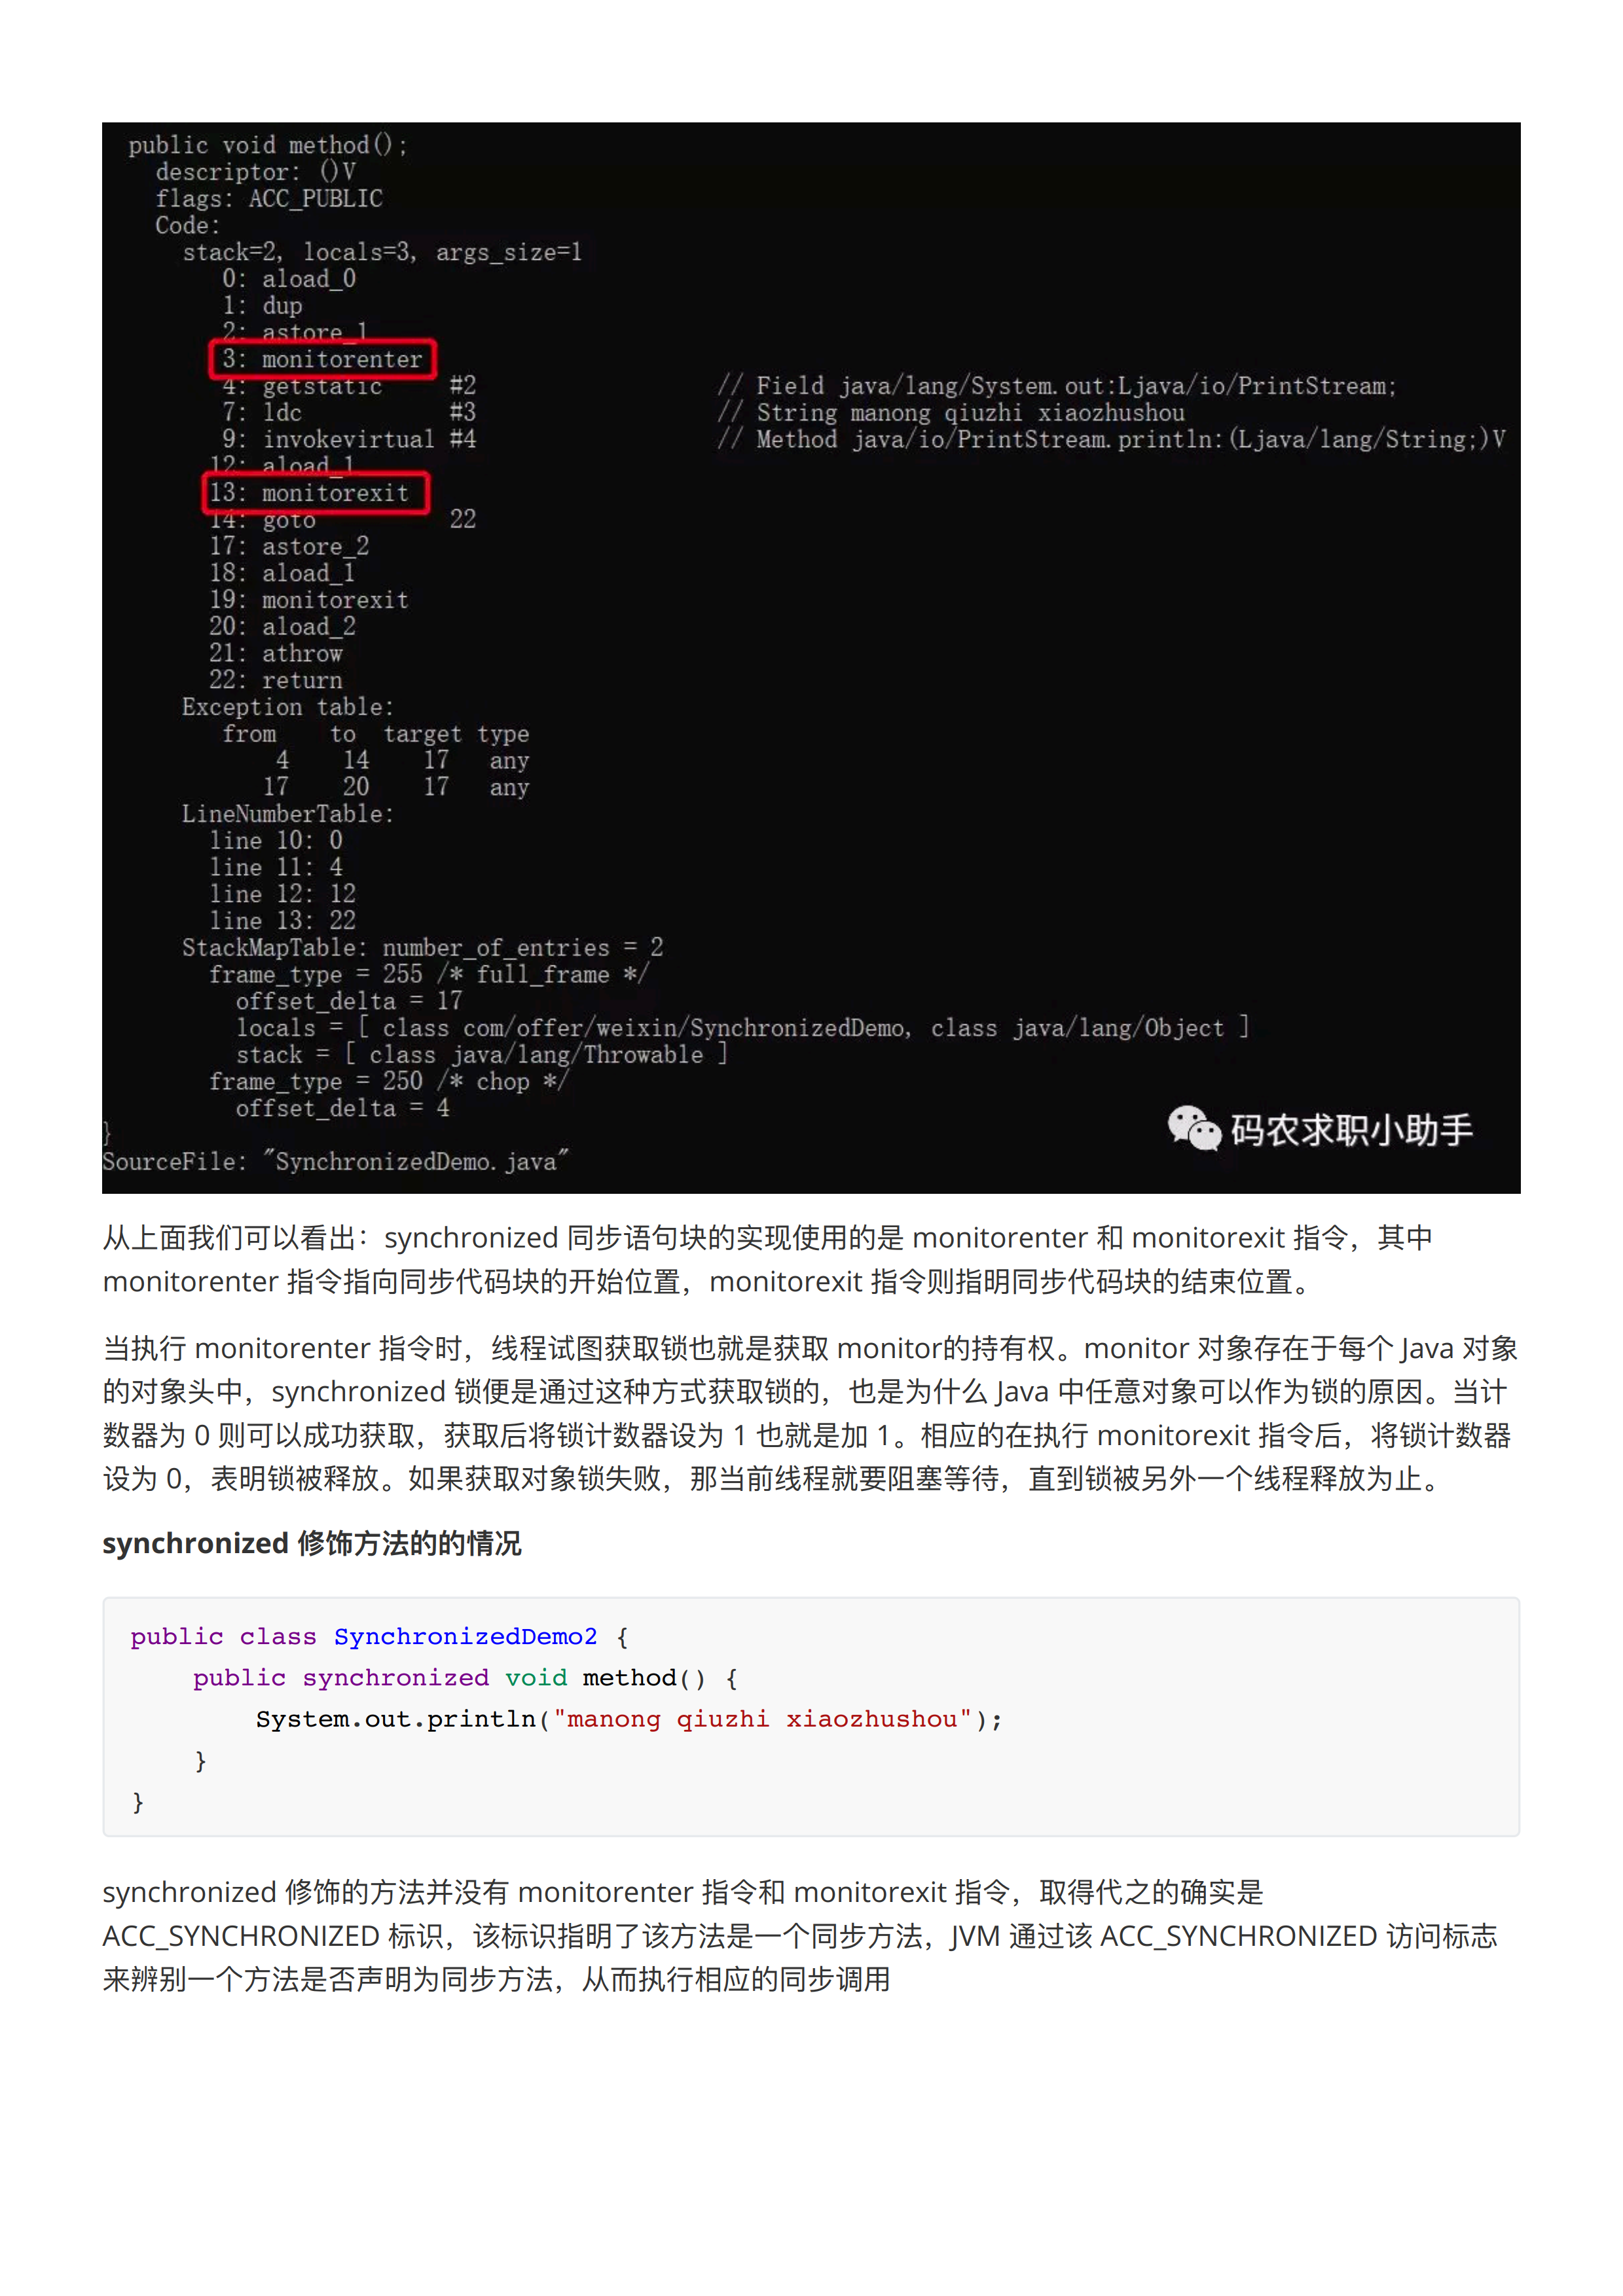 public void method();
descriptor: ()V
flags: ACC_PUBLIC
Code:
stack=2, locals=3, args_size=1
0: aload_0
1: dup
2: astore_1
3: monitorenter
4: getstatic #2 // Field java/lang/System.out:Ljava/io/PrintStream;
7: ldc #3 // String manong qiuzhi xiaozhushou
9: invokevirtual #4 // Method java/io/PrintStream.println:(Ljava/lang/String;)V
12: aload_1
13: monitorexit
14: goto 22
17: astore_2
18: aload_1
19: monitorexit
20: aload_2
21: athrow
22: return
Exception table:
from to target type
4 14 17 any
17 20 17 any
LineNumberTable:
line 10: 0
line 11: 4
line 12: 12
line 13: 22
StackMapTable: number_of_entries = 2
frame_type = 255 /* full_frame */
offset_delta = 17
locals = [ class com/offer/weixin/SynchronizedDemo, class java/lang/Object ]
stack = [ class java/lang/Throwable ]
frame_type = 250 /* chop */
offset_delta = 4
}
SourceFile: "SynchronizedDemo.java"
码农求职小助手
从上面我们可以看出：synchronized 同步语句块的实现使用的是 monitorenter 和 monitorexit 指令，其中
monitorenter 指令指向同步代码块的开始位置，monitorexit 指令则指明同步代码块的结束位置。
当执行 monitorenter 指令时，线程试图获取锁也就是获取 monitor的持有权。monitor 对象存在于每个 Java 对象
的对象头中，synchronized 锁便是通过这种方式获取锁的，也是为什么 Java 中任意对象可以作为锁的原因。当计
数器为 0 则可以成功获取，获取后将锁计数器设为 1 也就是加 1。相应的在执行 monitorexit 指令后，将锁计数器
设为 0，表明锁被释放。如果获取对象锁失败，那当前线程就要阻塞等待，直到锁被另外一个线程释放为止。
synchronized 修饰方法的的情况
public class SynchronizedDemo2 {
public synchronized void method() {
System.out.println("manong qiuzhi xiaozhushou");
}
}
synchronized 修饰的方法并没有 monitorenter 指令和 monitorexit 指令，取得代之的确实是
ACC_SYNCHRONIZED 标识，该标识指明了该方法是一个同步方法，JVM 通过该 ACC_SYNCHRONIZED 访问标志
来辨别一个方法是否声明为同步方法，从而执行相应的同步调用